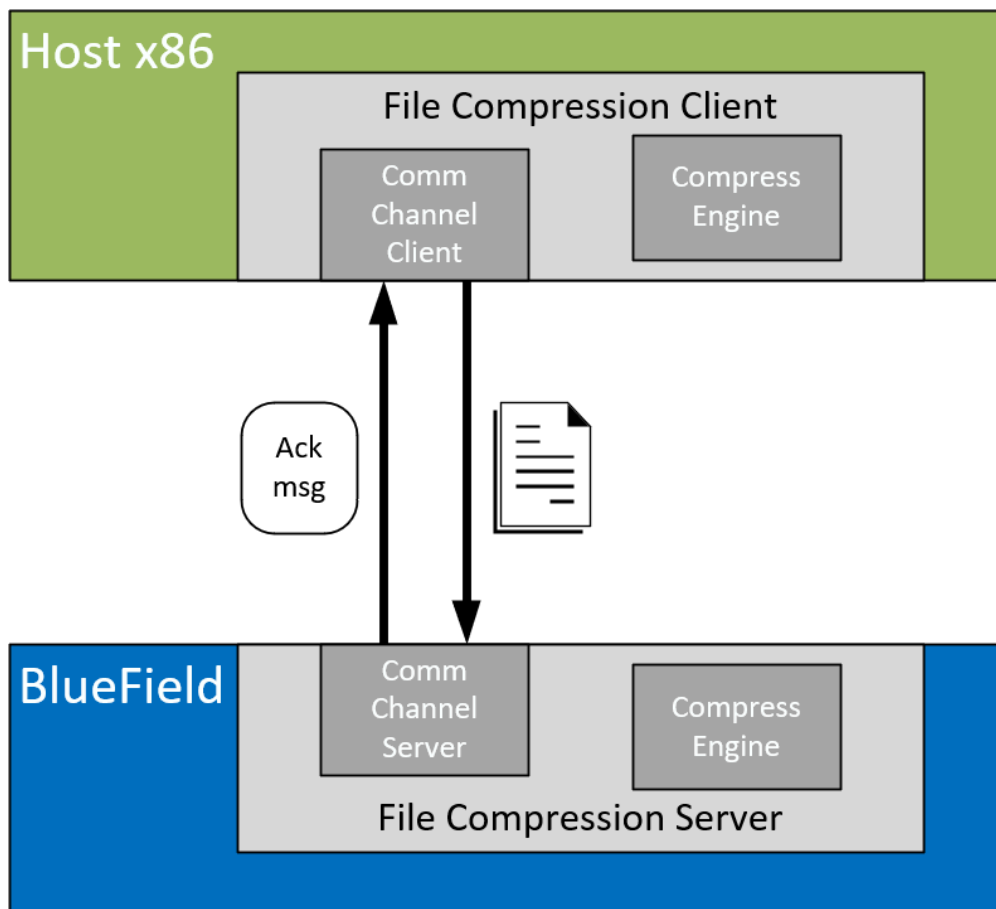 Host x86
File Compression Client
Comm
Channel
Client
Compress
Engine
Ack
msg
BlueField
Comm
Channel
Server
Compress
Engine
File Compression Server